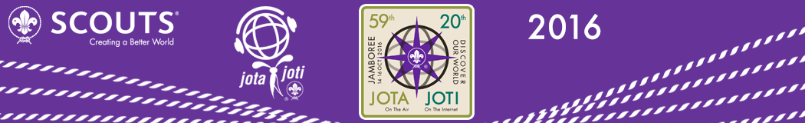 SCOUTS®
Creating a Better World
jota joti
59th 20th
JAMBOREE
14-16 OCT 2016
DISCOVER
OUR WORLD
JOTA JOTI
On The Air On The Internet
2016